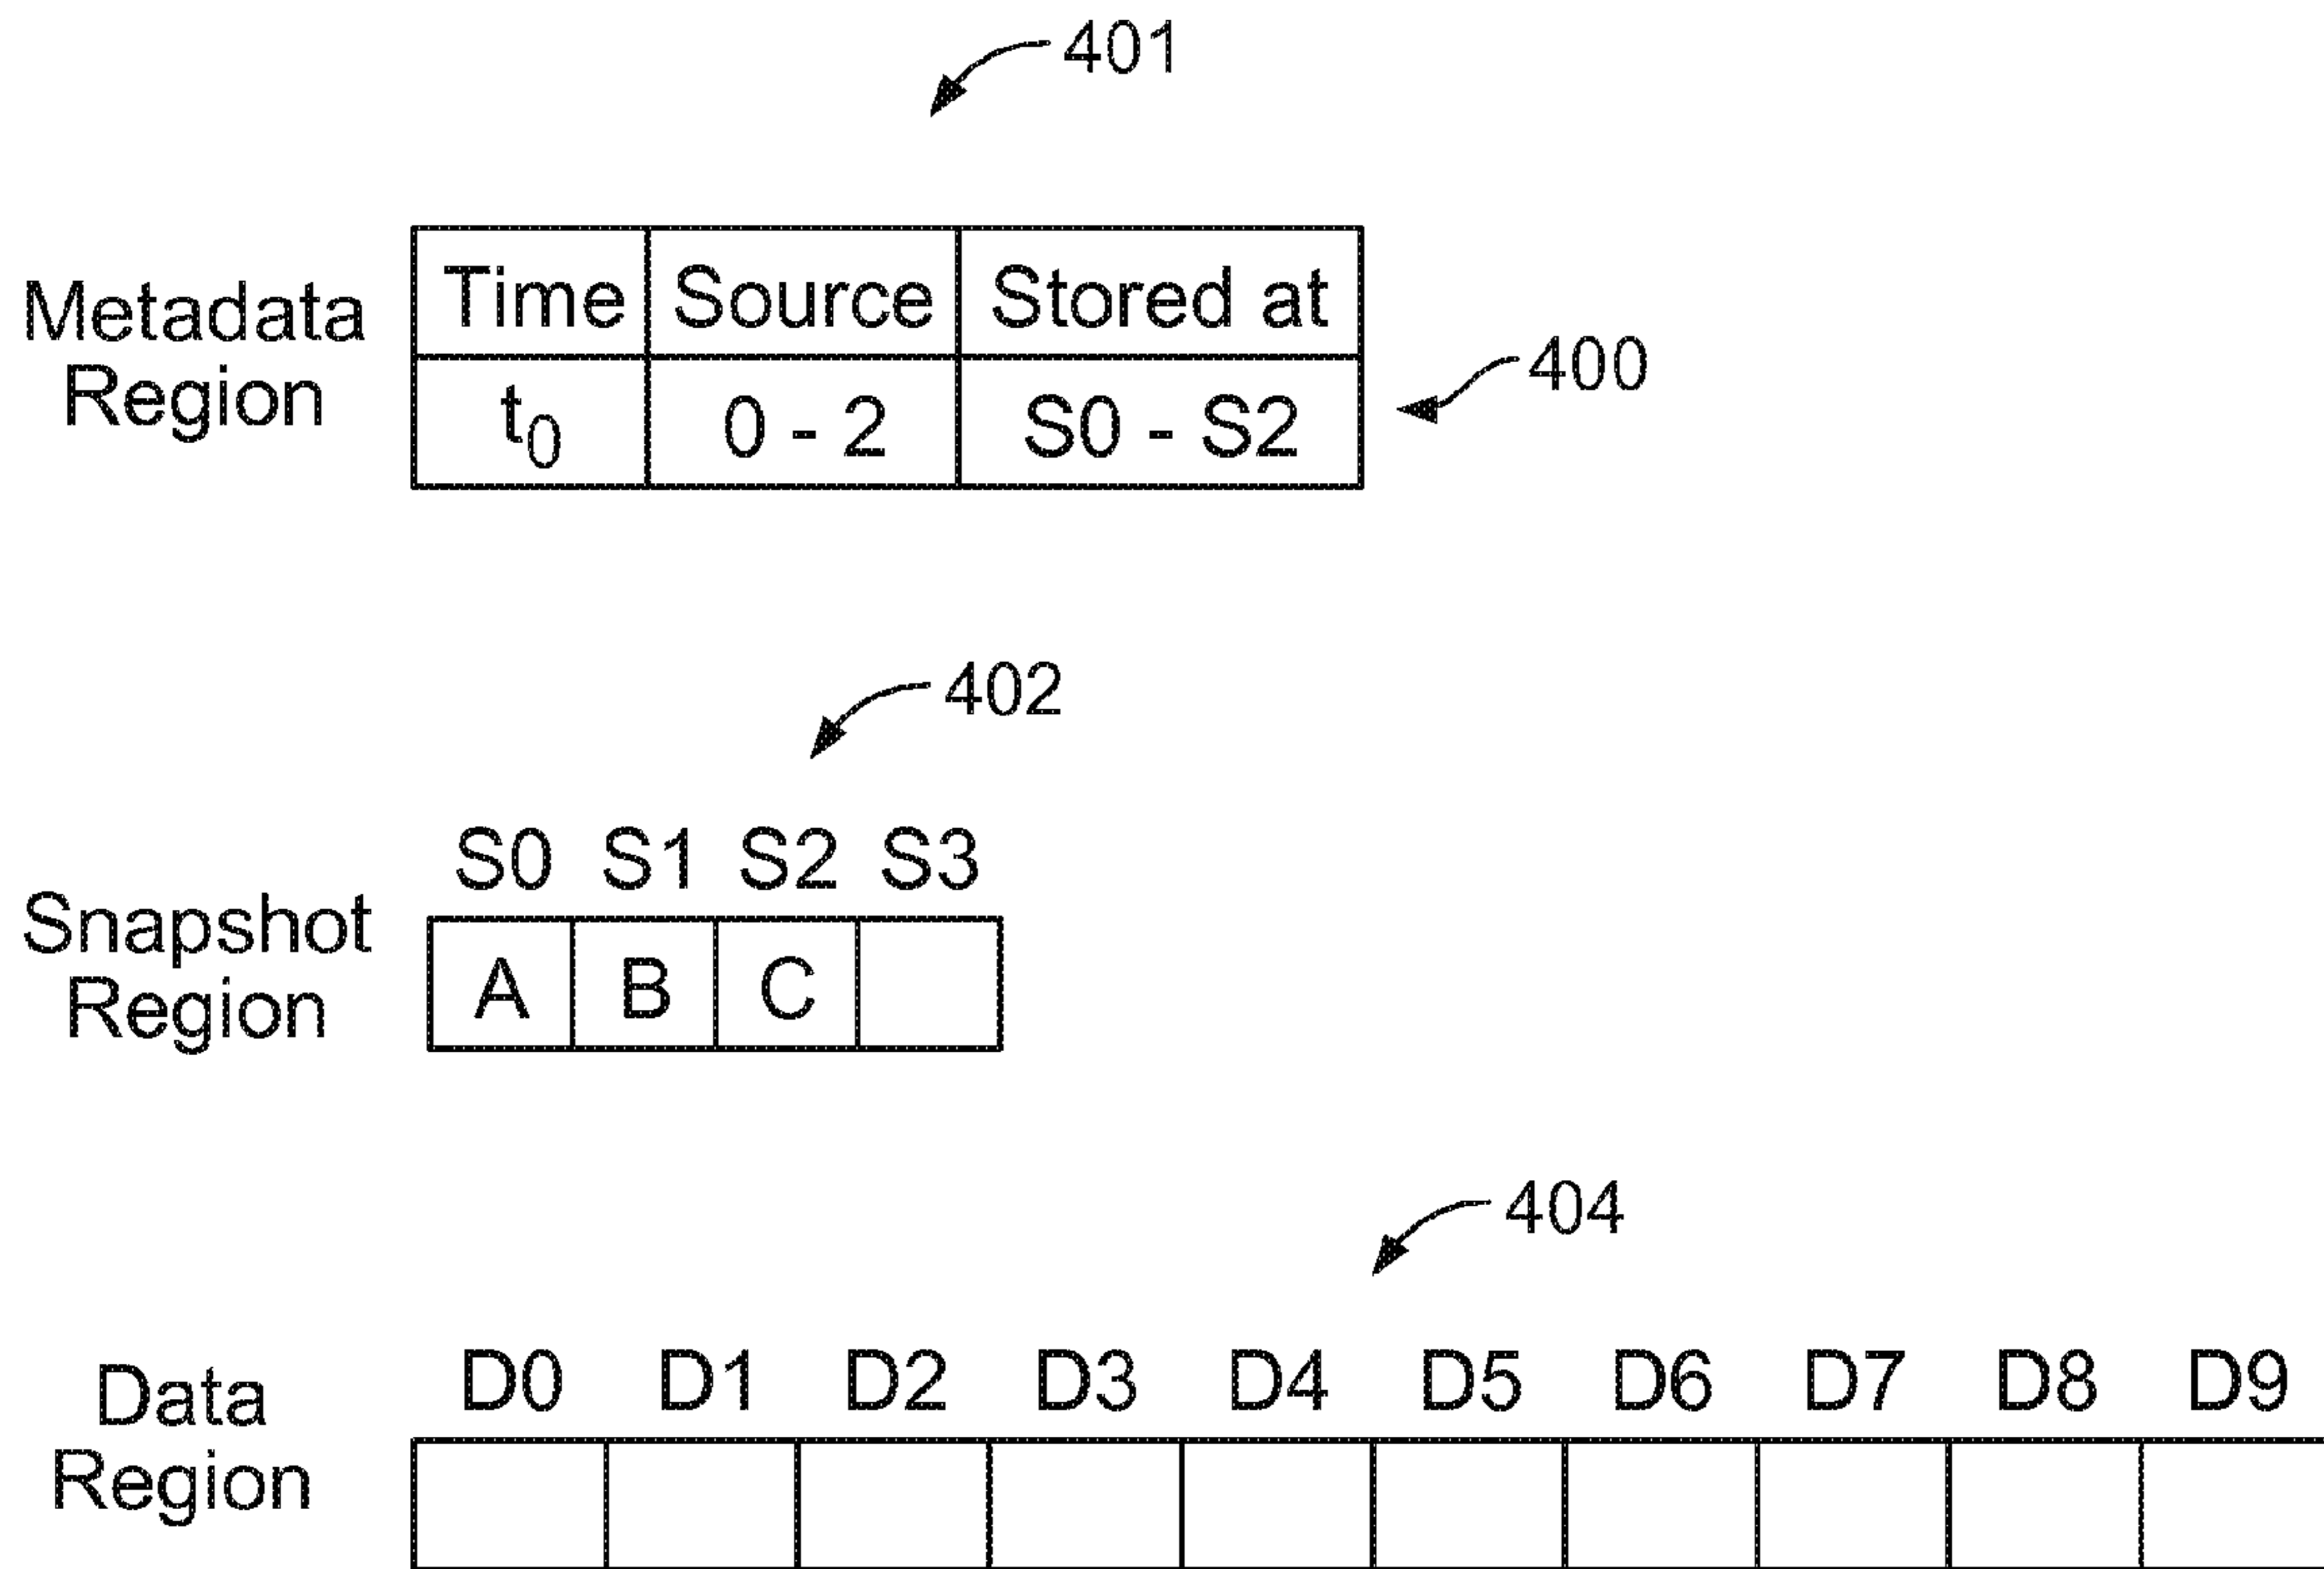 401
Metadata
Region
Time Source Stored at
t₀ 0 - 2 S0 - S2
400
402
S0 S1 S2 S3
Snapshot
Region
A B C
404
Data
Region
D0 D1 D2 D3 D4 D5 D6 D7 D8 D9